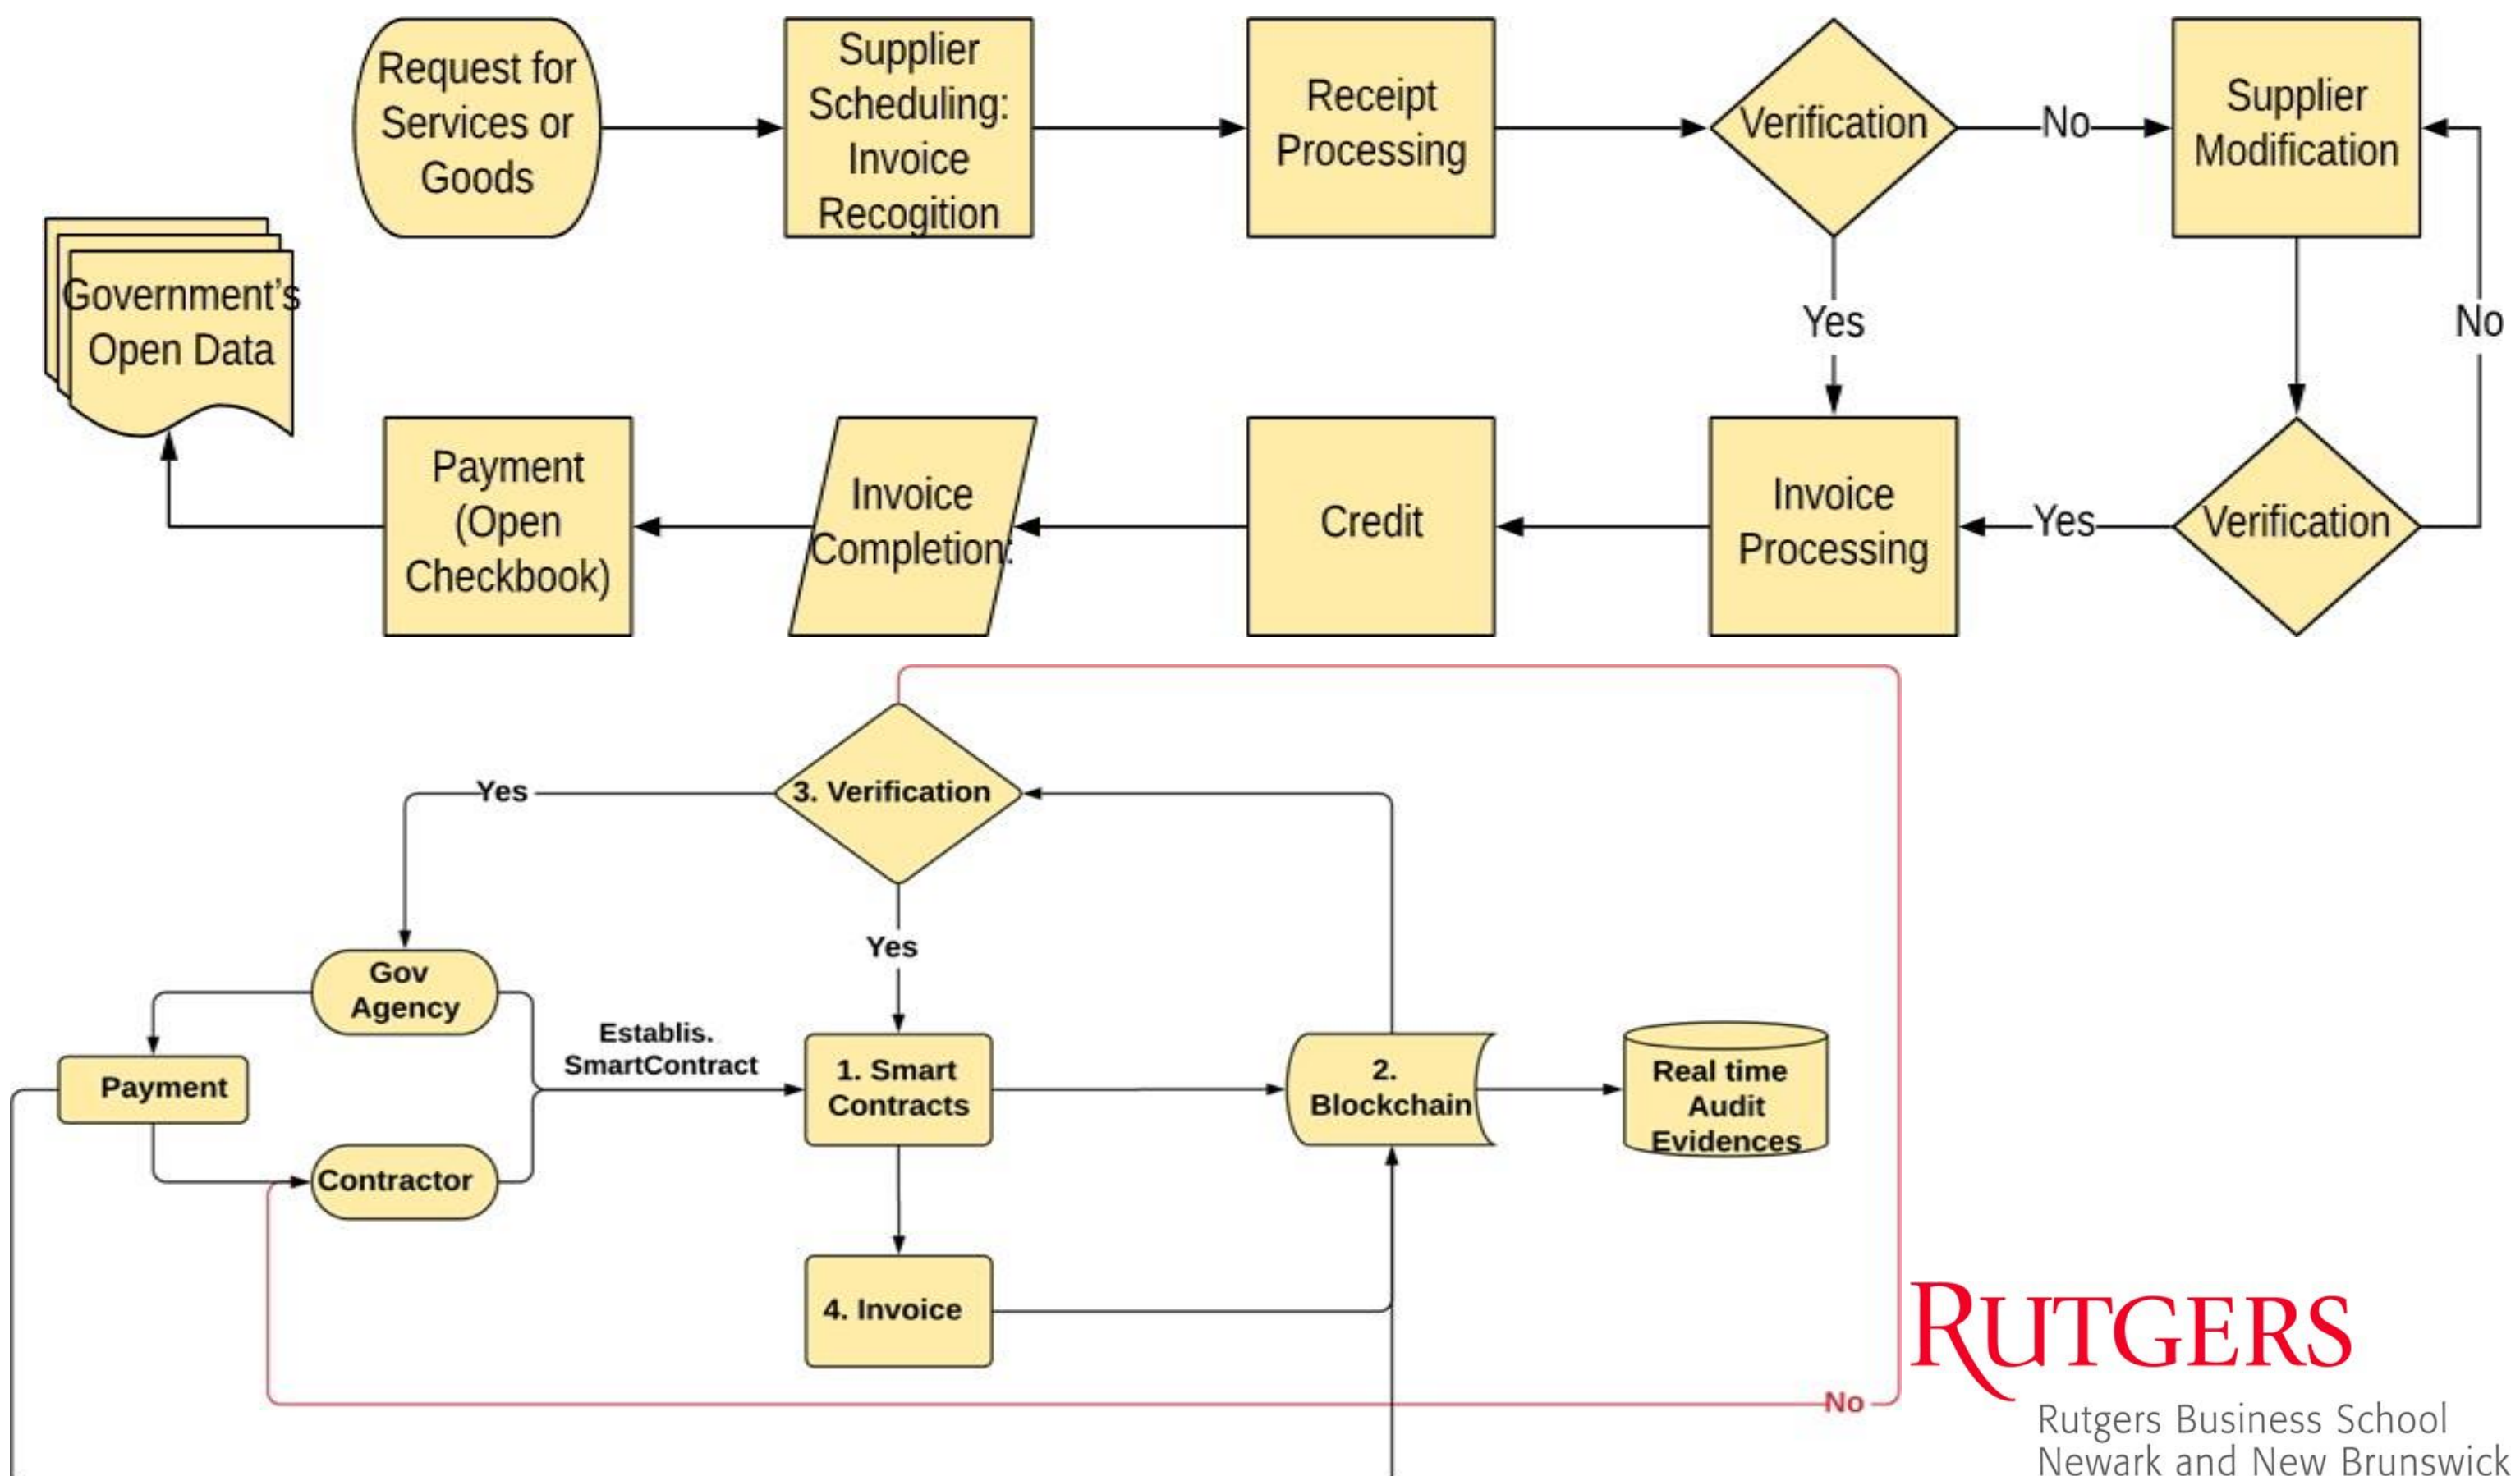 Request for
Services or
Goods
Supplier
Scheduling:
Invoice
Recogition
Receipt
Processing
Verification
No
Supplier
Modification
Yes
No
Government's
Open Data
Payment
(Open
Checkbook)
Invoice
Completion:
Credit
Invoice
Processing
Yes
Verification
3. Verification
Yes
Yes
Gov
Agency
Establis.
SmartContract
Payment
Contractor
1. Smart
Contracts
2.
Blockchain
Real time
Audit
Evidences
4. Invoice
No
RUTGERS
Rutgers Business School
Newark and New Brunswick